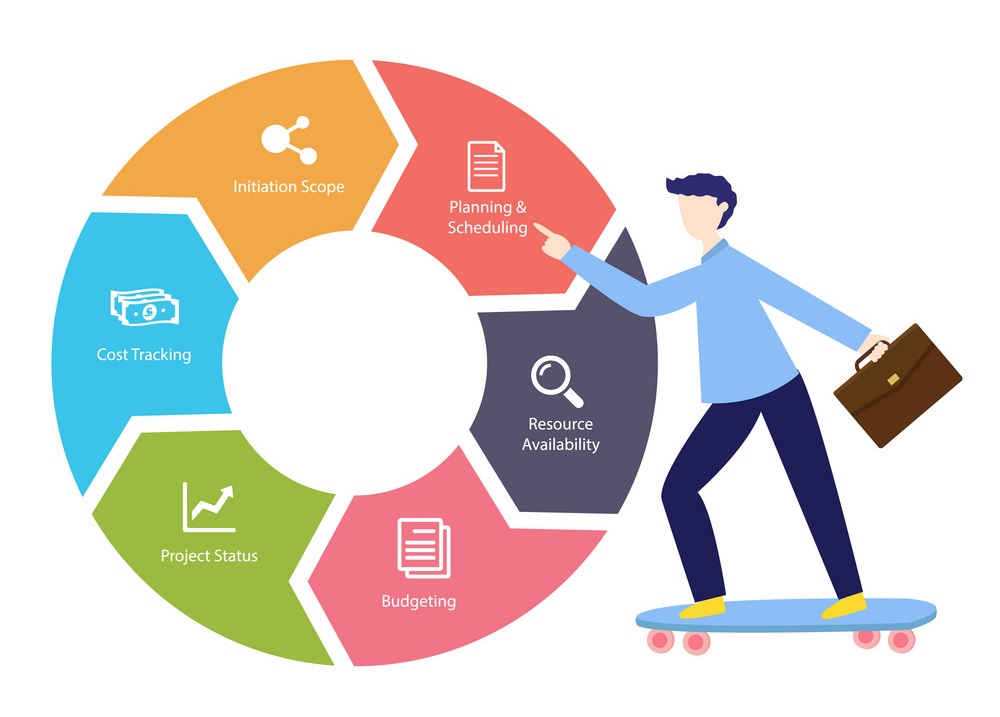 Initiation Scope
Planning &
Scheduling
Resource
Availability
Budgeting
Project Status
Cost Tracking
$